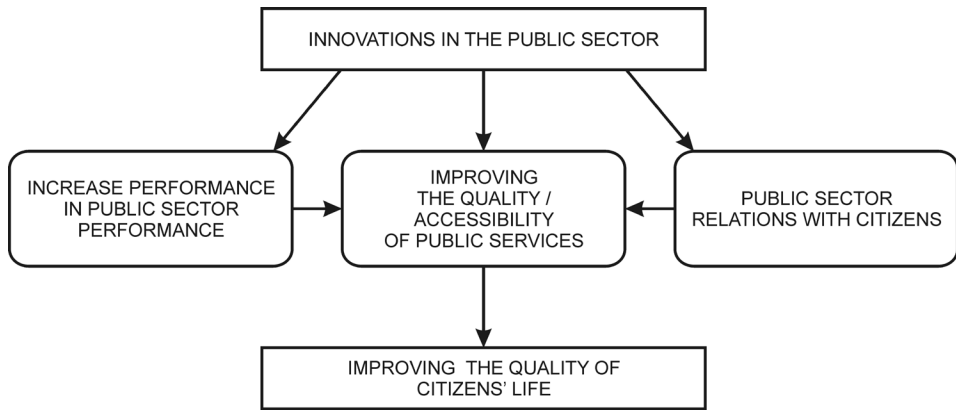 INNOVATIONS IN THE PUBLIC SECTOR
INCREASE PERFORMANCE
IN PUBLIC SECTOR
PERFORMANCE
IMPROVING
THE QUALITY /
ACCESSIBILITY
OF PUBLIC SERVICES
PUBLIC SECTOR
RELATIONS WITH CITIZENS
IMPROVING THE QUALITY OF
CITIZENS’ LIFE